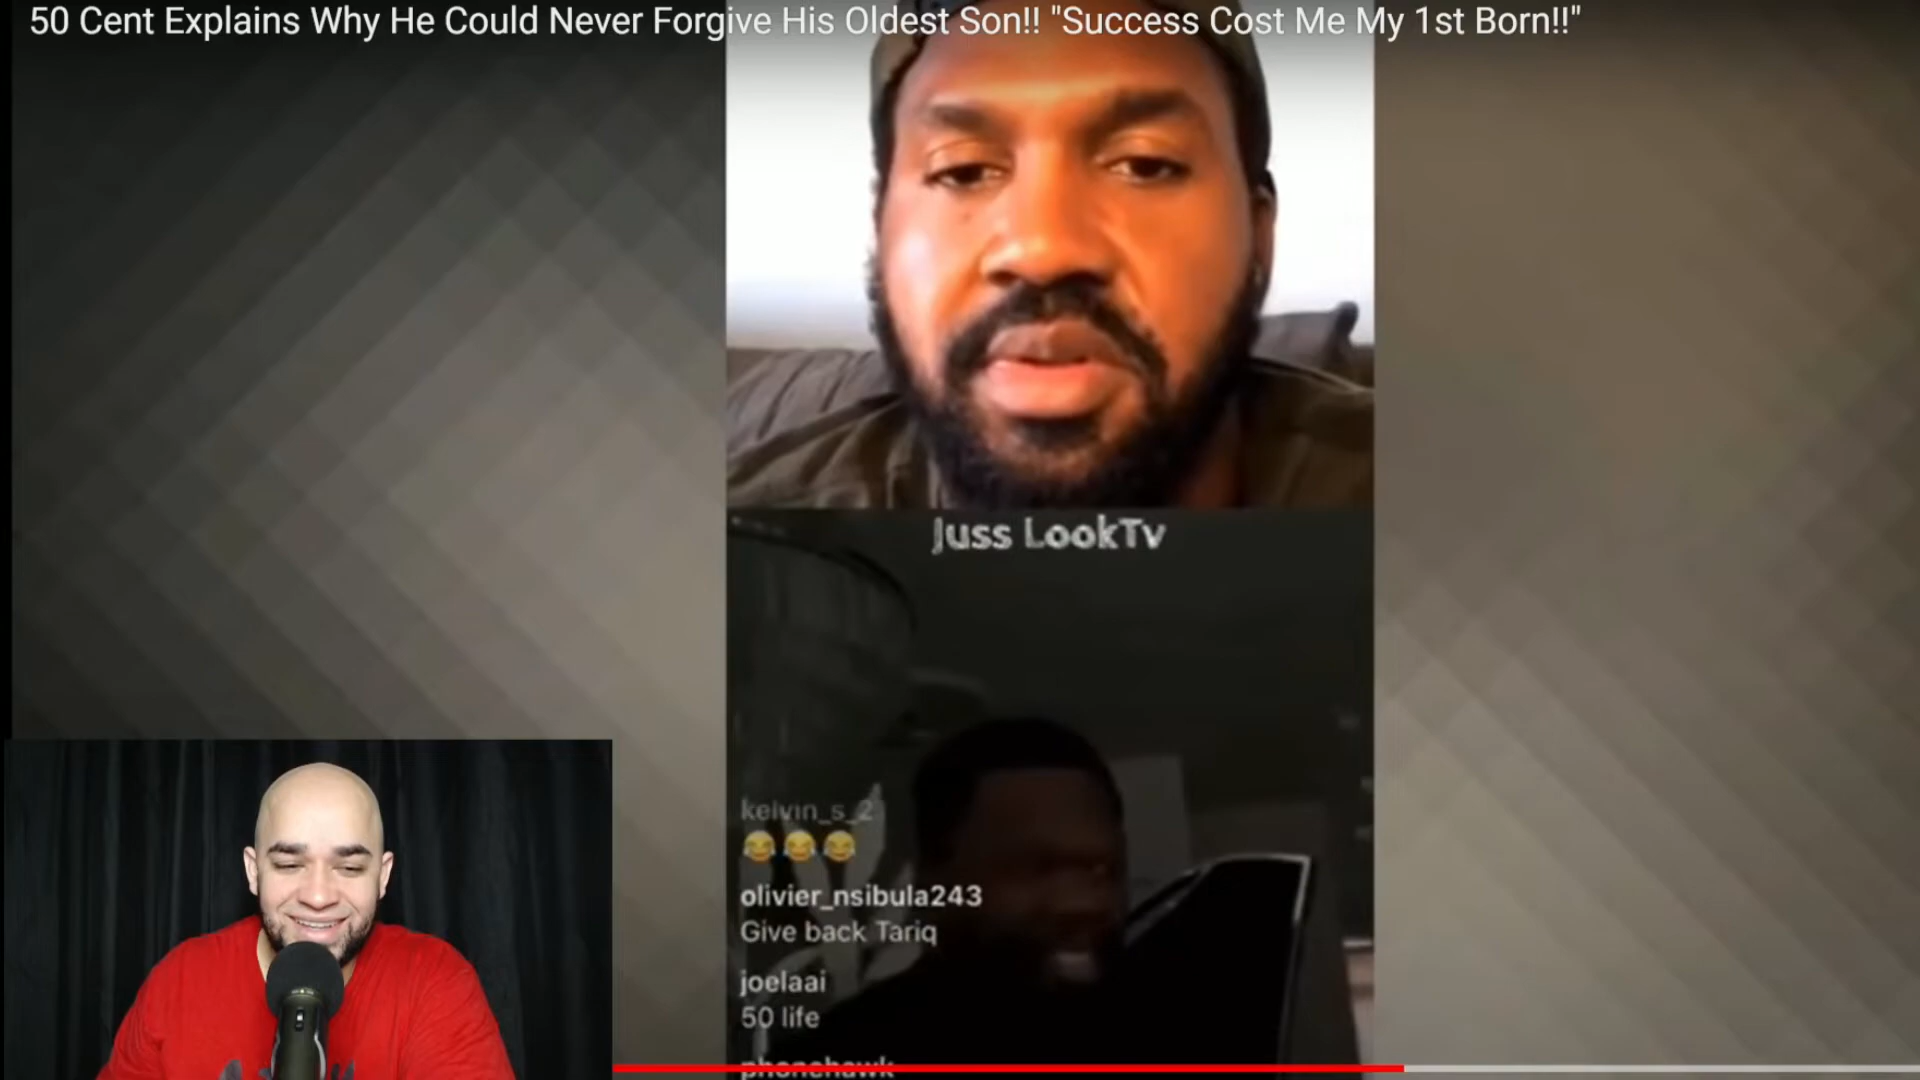 50 Cent Explains Why He Could Never Forgive His Oldest Son!! "Success Cost Me My 1st Born!!"
Juss LookTv
kelvin_s_2
😂😂😂
olivier_nsibula243
Give back Tariq
joelaai
50 life
phonehawk